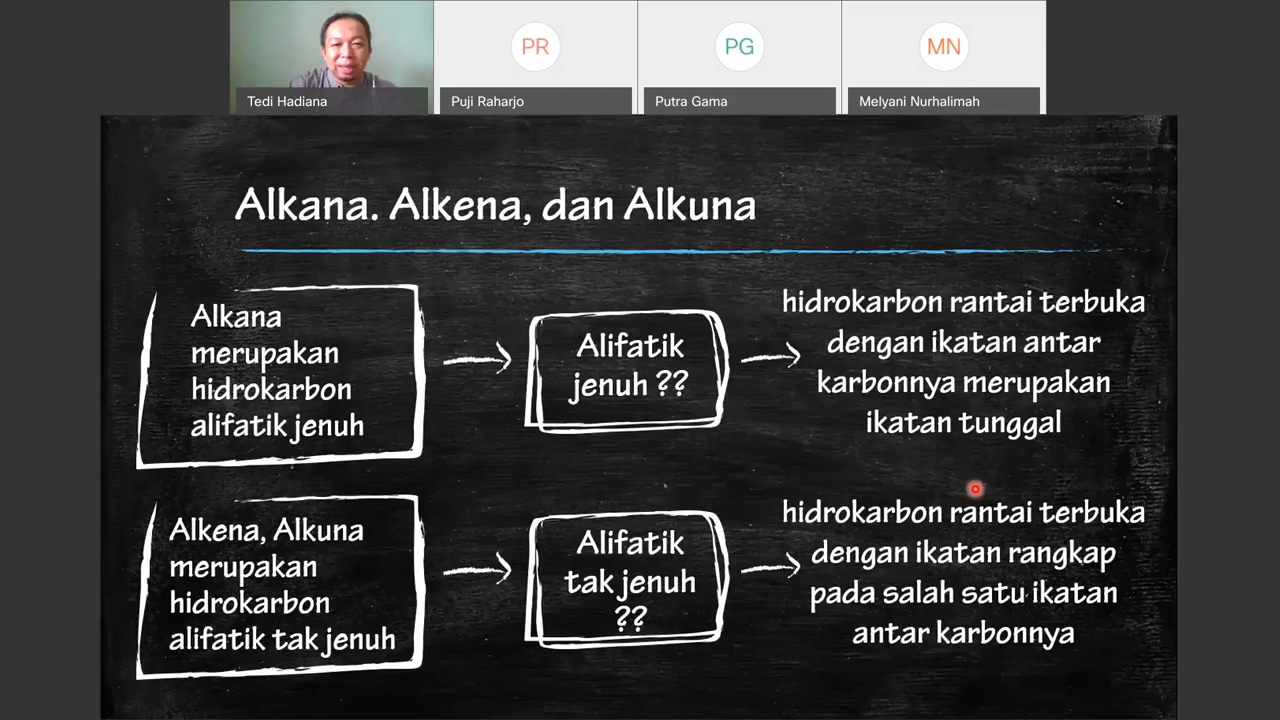 PR
PG
MN
Tedi Hadiana
Puji Raharjo
Putra Gama
Melyani Nurhalimah
Alkana. Alkena, dan Alkuna
Alkana
merupakan
hidrokarbon
alifatik jenuh
Alifatik
jenuh ??
hidrokarbon rantai terbuka
dengan ikatan antar
karbonnya merupakan
ikatan tunggal
Alkena, Alkuna
merupakan
hidrokarbon
alifatik tak jenuh
Alifatik
tak jenuh
??
hidrokarbon rantai terbuka
dengan ikatan rangkap
pada salah satu ikatan
antar karbonnya